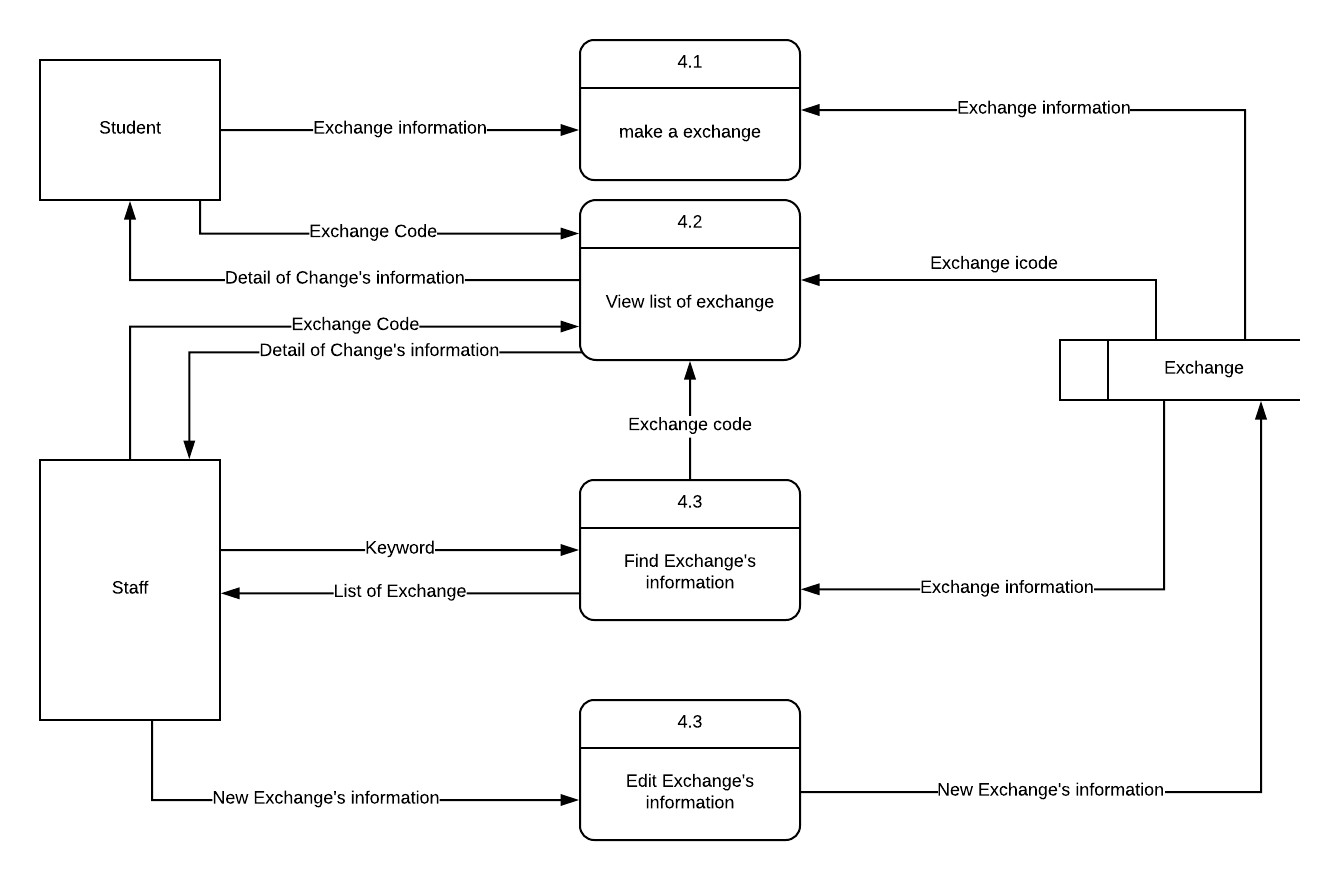 4.1
Student
Exchange information
make a exchange
Exchange information
4.2
Exchange Code
Detail of Change's information
View list of exchange
Exchange icode
Exchange Code
Detail of Change's information
Exchange
Exchange code
4.3
Keyword
Find Exchange's
information
Staff
List of Exchange
Exchange information
4.3
New Exchange's information
Edit Exchange's
information
New Exchange's information